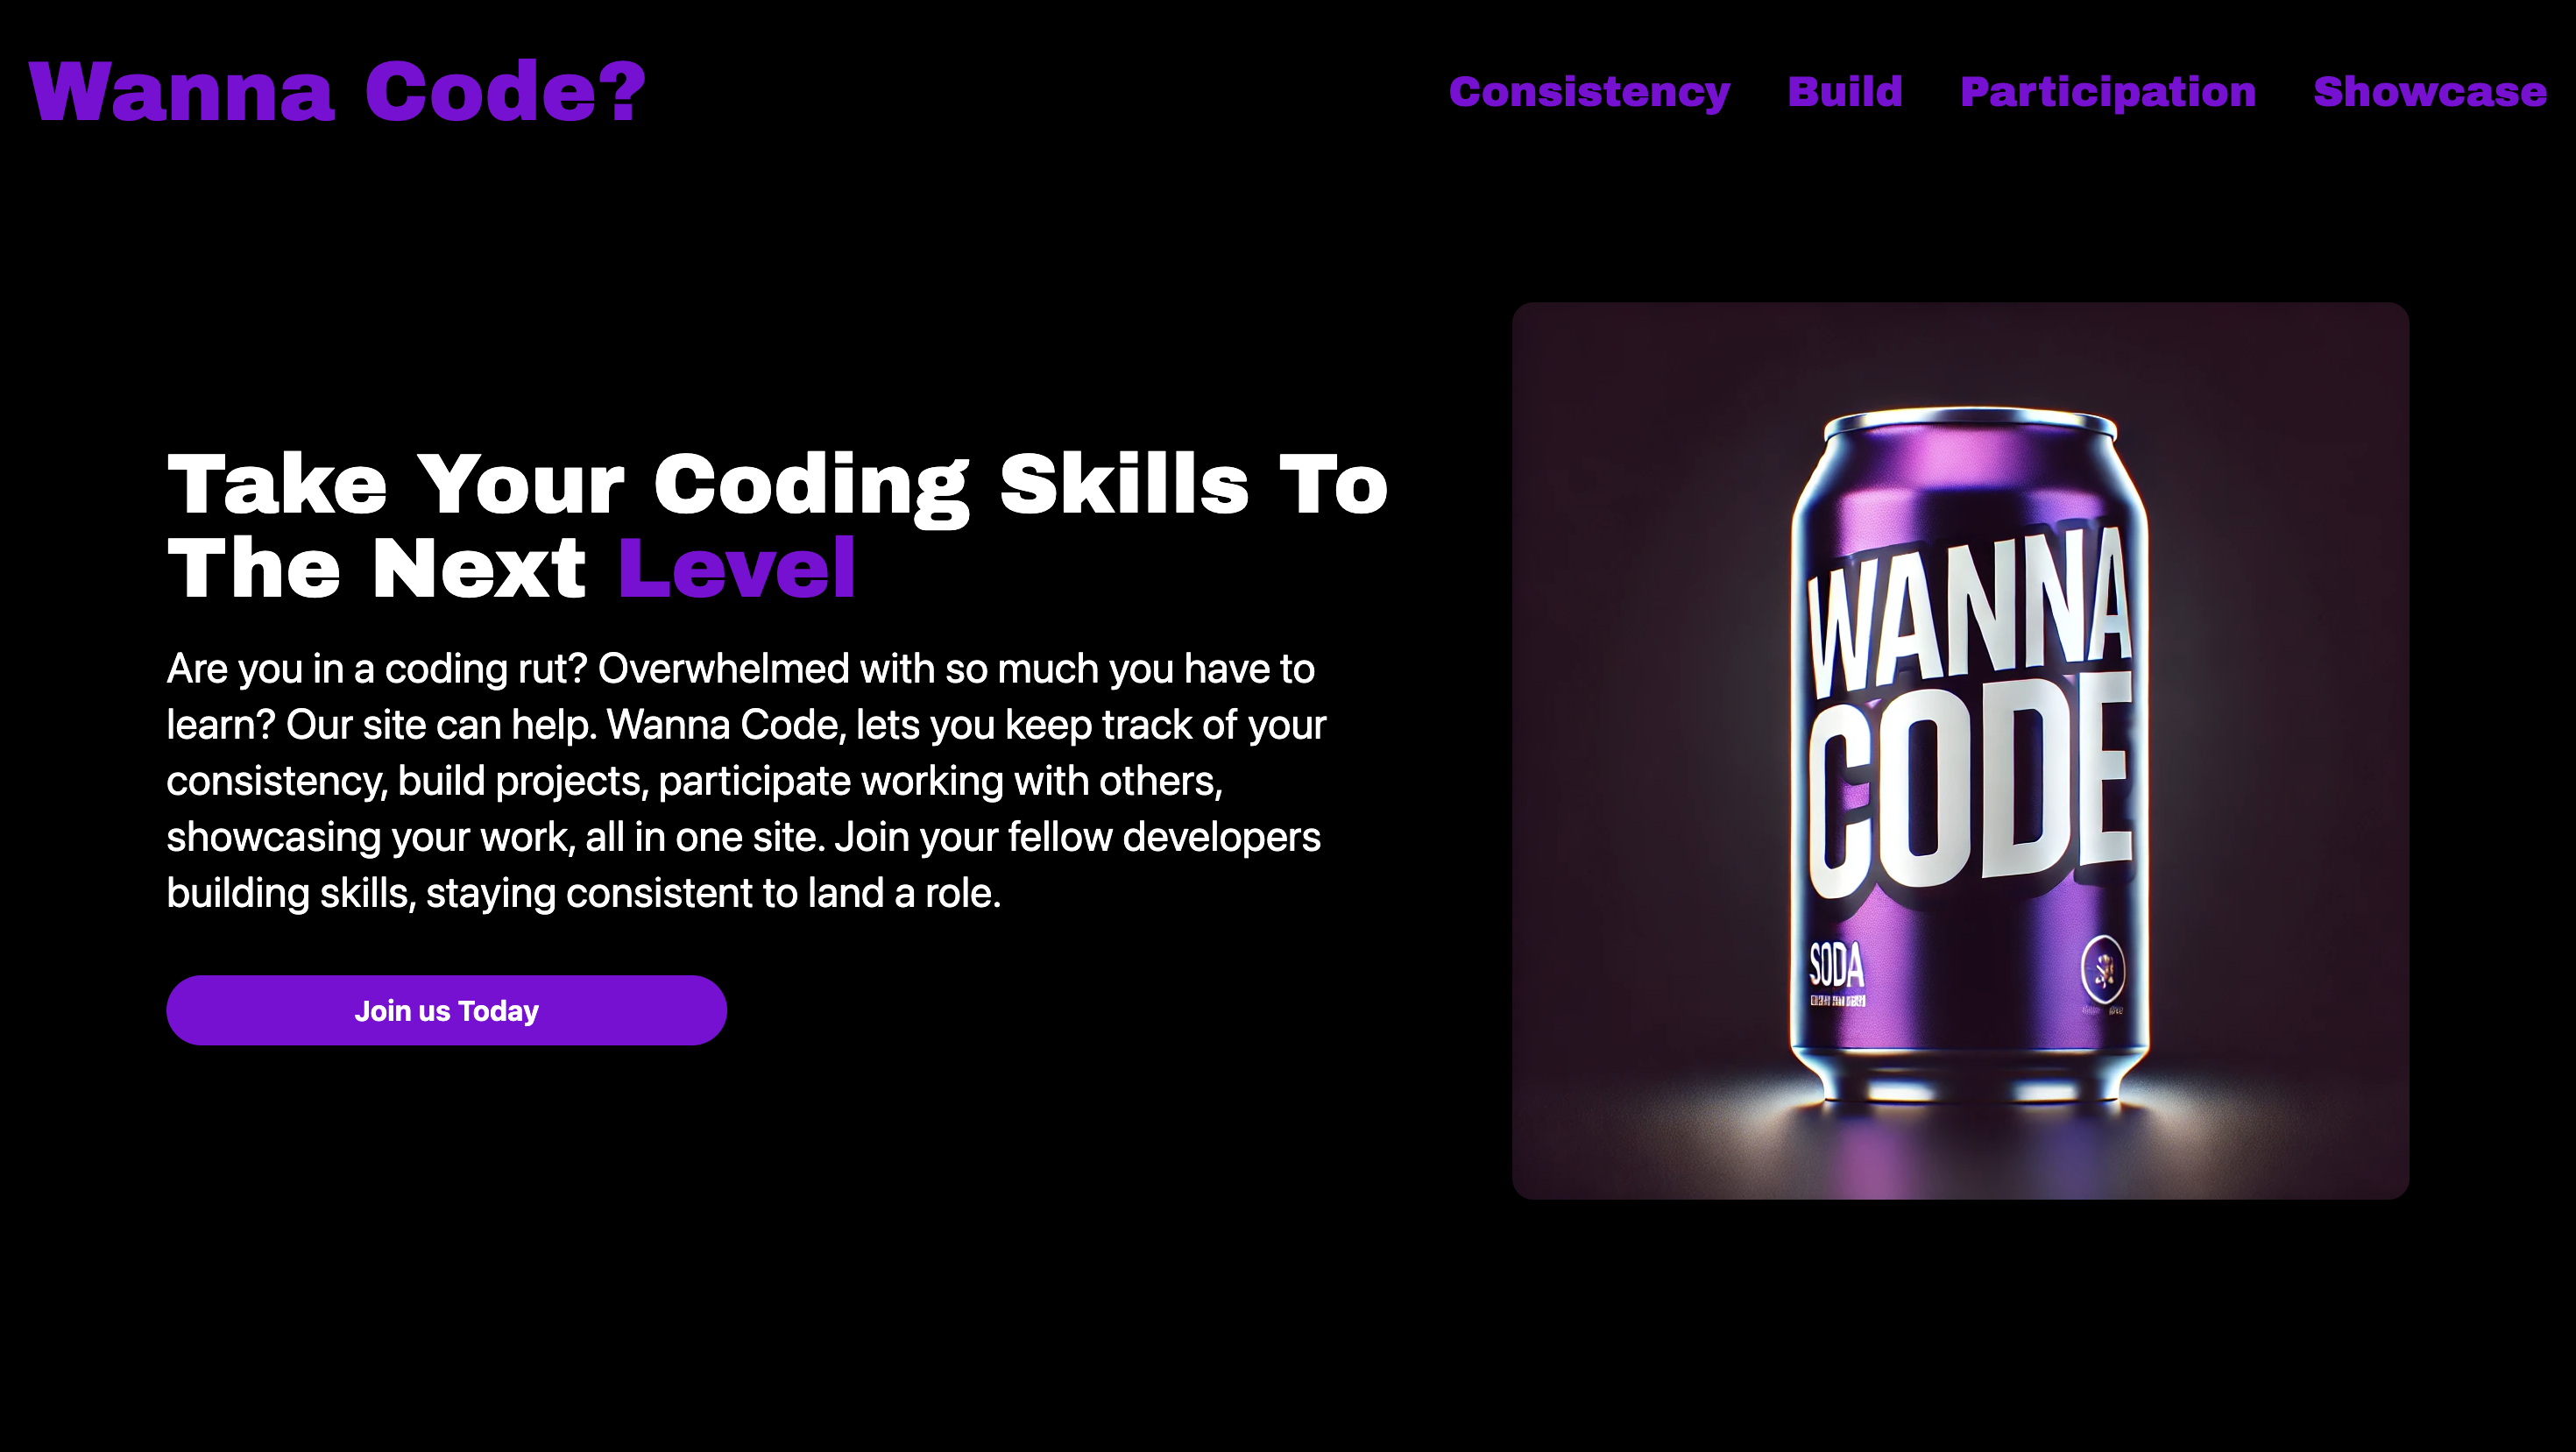 Wanna Code?
Consistency Build Participation Showcase
Take Your Coding Skills To
The Next Level
Are you in a coding rut? Overwhelmed with so much you have to
learn? Our site can help. Wanna Code, lets you keep track of your
consistency, build projects, participate working with others,
showcasing your work, all in one site. Join your fellow developers
building skills, staying consistent to land a role.
Join us Today
WANNA
CODE
SODA